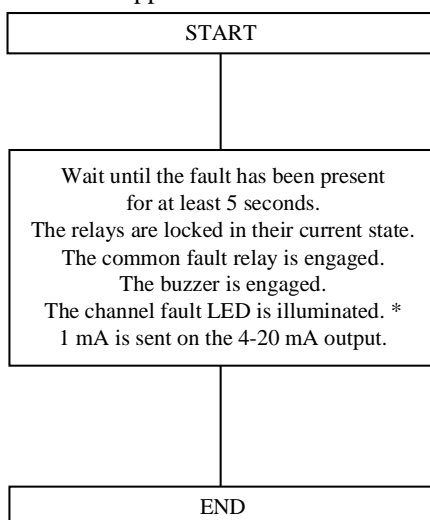 START
Wait until the fault has been present
for at least 5 seconds.
The relays are locked in their current state.
The common fault relay is engaged.
The buzzer is engaged.
The channel fault LED is illuminated. *
1 mA is sent on the 4-20 mA output.
END